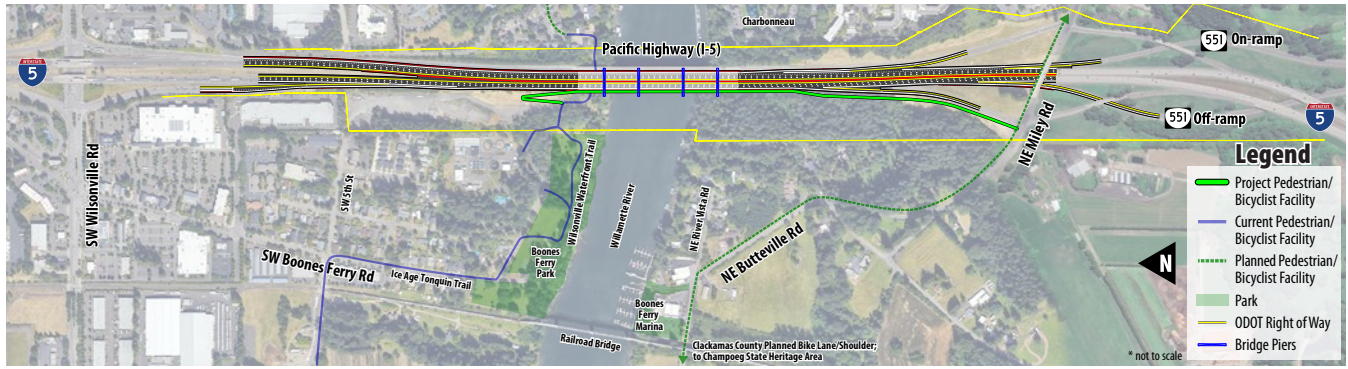 Charbonneau
Pacific Highway (I-5)
551
On-ramp
INTERSTATE
5
551
Off-ramp
INTERSTATE
5
SW Wilsonville Rd
SW 5th St
Wilsonville Waterfront Trail
Willamette River
NE River Vista Rd
NE Miley Rd
NE Butteville Rd
SW Boones Ferry Rd
Ice Age Tonquin Trail
Boones
Ferry
Park
Boones
Ferry
Marina
Railroad Bridge
Clackamas County Planned Bike Lane/Shoulder;
to Champoeg State Heritage Area
N
* not to scale
Legend
Project Pedestrian/
Bicyclist Facility
Current Pedestrian/
Bicyclist Facility
Planned Pedestrian/
Bicyclist Facility
Park
ODOT Right of Way
Bridge Piers